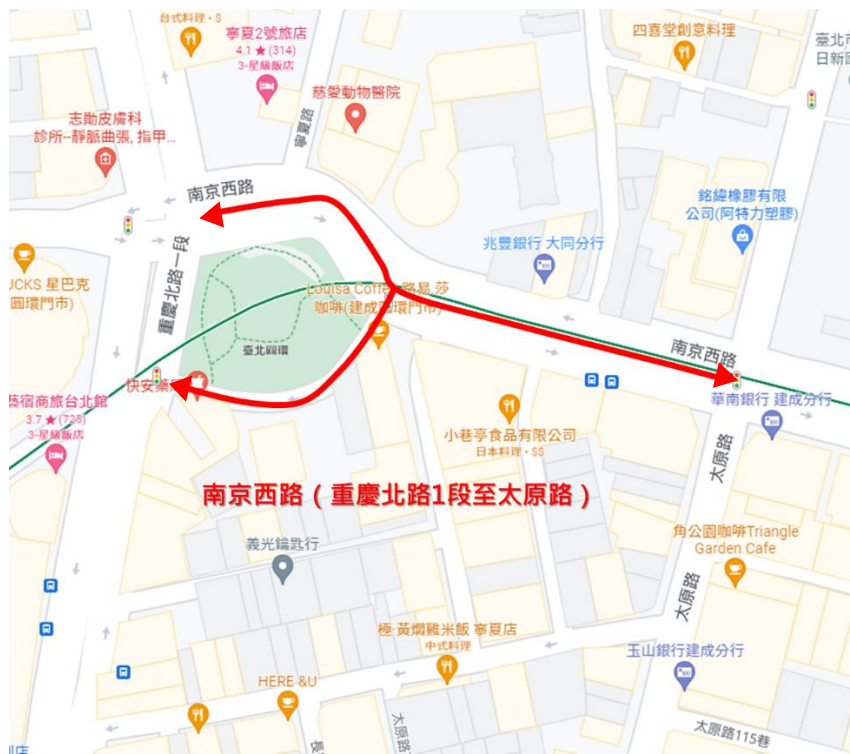 台式料理・$
寧夏2號旅店
4.1 ★ (314)
3-星級飯店
四喜堂創意料理
臺北市
日新國
慈愛動物醫院
志勛皮膚科
診所--靜脈曲張, 指甲...
寧夏路
南京西路
銘緯橡膠有限
公司(阿特力塑膠)
兆豐銀行 大同分行
UCKS 星巴克
圓環門市)
重慶北路一段
Louisa Coffee 路易.莎
咖啡(建成圓環門市)
臺北圓環
南京西路
快安藥
華南銀行 建成分行
宿商旅台北館
3.7 ★ (725)
3-星級飯店
小巷亭食品有限公司
日本料理・$$
太原路
南京西路（重慶北路1段至太原路）
角公園咖啡Triangle
Garden Cafe
義光鑰匙行
太原路
極·黃燜雞米飯 寧夏店
中式料理
玉山銀行建成分行
HERE &U
太原路
長
太原路115巷
店